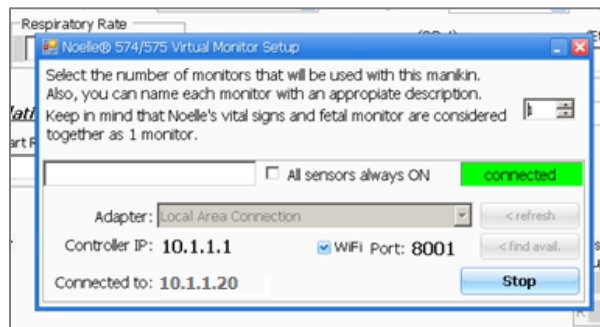 Respiratory Rate
Noelle® 574/575 Virtual Monitor Setup
Select the number of monitors that will be used with this manikin.
Also, you can name each monitor with an appropiate description.
Keep in mind that Noelle's vital signs and fetal monitor are considered
together as 1 monitor.
All sensors always ON
connected
Adapter: Local Area Connection
< refresh
Controller IP: 10.1.1.1
WiFi Port: 8001
< find avail.
Connected to: 10.1.1.20
Stop